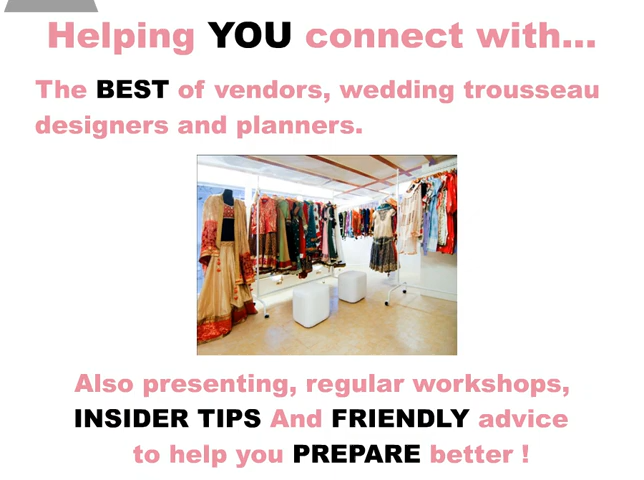 Helping YOU connect with...
The BEST of vendors, wedding trousseau
designers and planners.
Also presenting, regular workshops,
INSIDER TIPS And FRIENDLY advice
to help you PREPARE better !